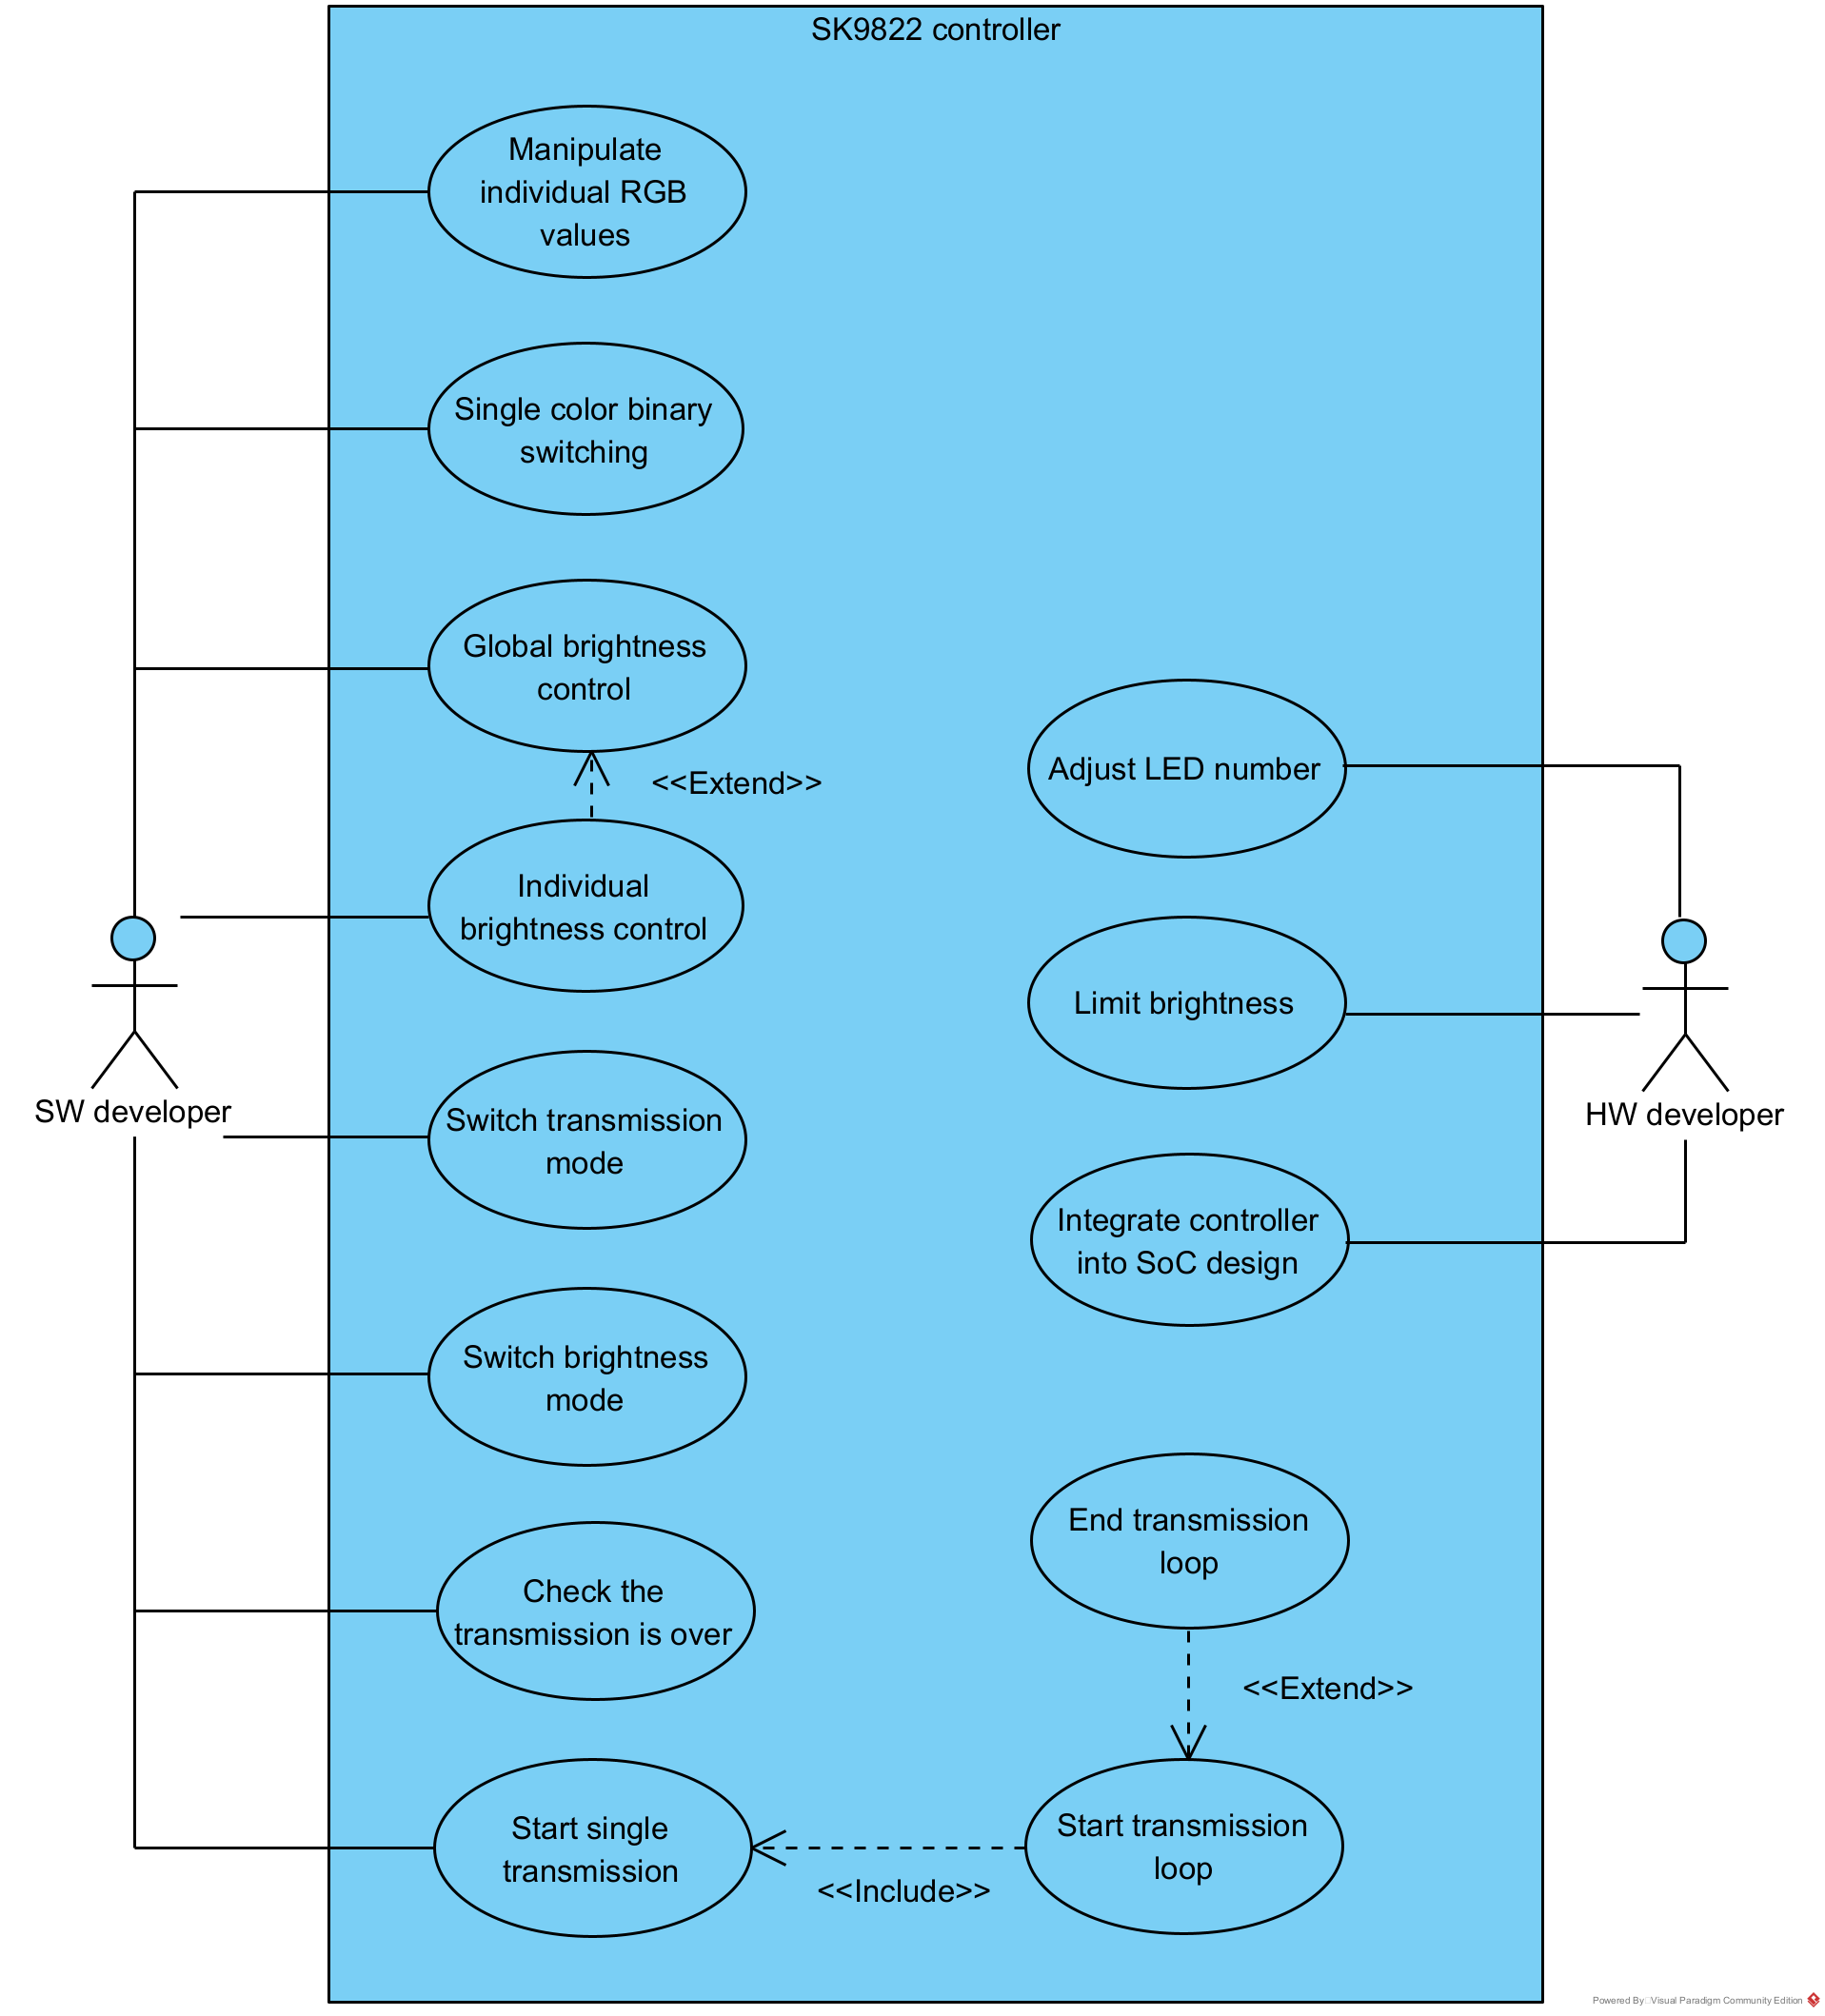 SK9822 controller
Manipulate
individual RGB
values
Single color binary
switching
Global brightness
control
<<Extend>>
Individual
brightness control
Switch transmission
mode
Switch brightness
mode
Check the
transmission is over
Start single
transmission
<<Include>>
Adjust LED number
Limit brightness
Integrate controller
into SoC design
End transmission
loop
<<Extend>>
Start transmission
loop
SW developer
HW developer
Powered By Visual Paradigm Community Edition